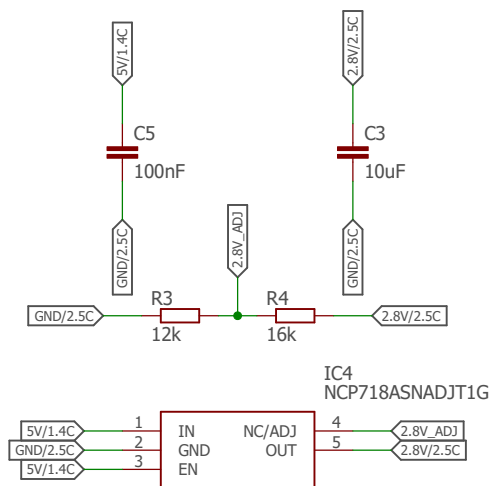 5V/1.4C
2.8V/2.5C
C5
100nF
C3
10uF
GND/2.5C
2.8V_ADJ
GND/2.5C
R3
R4
GND/2.5C
2.8V/2.5C
12k
16k
IC4
NCP718ASNADJT1G
5V/1.4C 1 IN NC/ADJ 4 2.8V_ADJ
GND/2.5C 2 GND OUT 5 2.8V/2.5C
5V/1.4C 3 EN